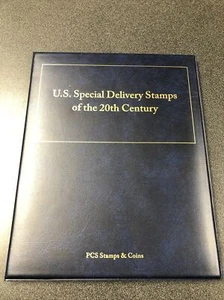 U.S. Special Delivery Stamps
of the 20th Century
PCS Stamps & Coins